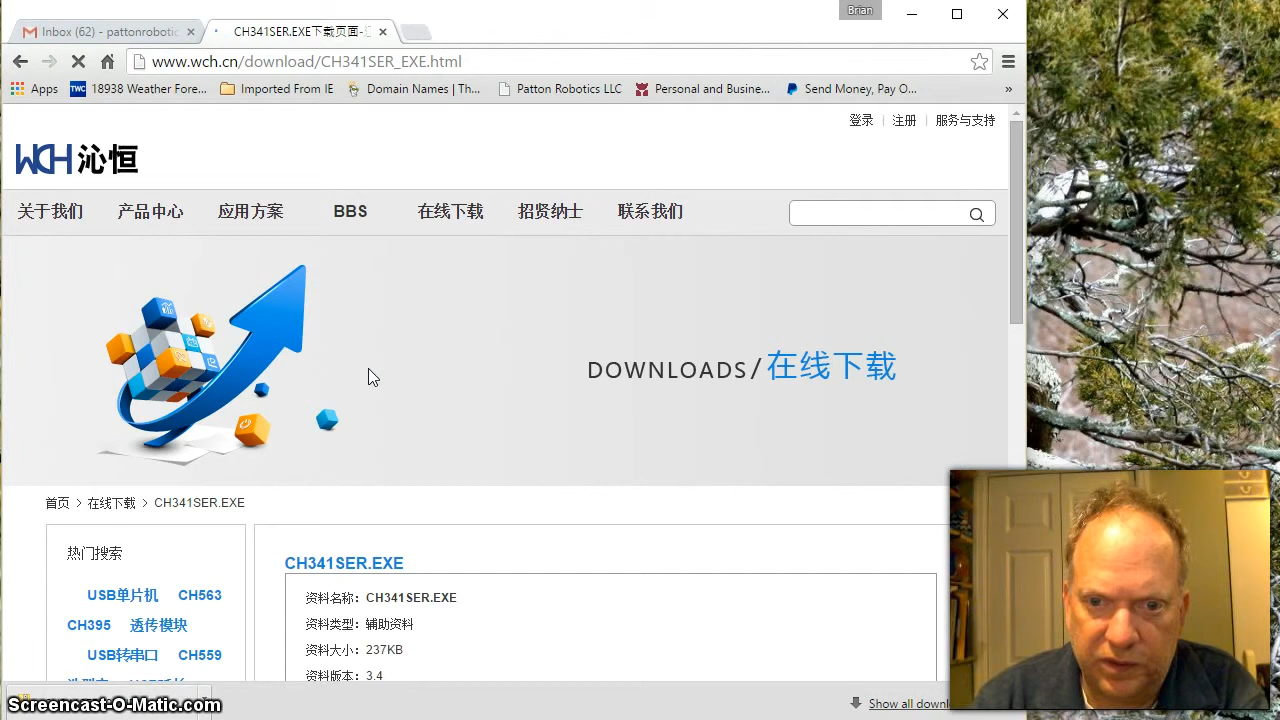 Brian
Inbox (62) - pattonrobotic
CH341SER.EXE下载页面-
www.wch.cn/download/CH341SER_EXE.html
Apps
TWC
18938 Weather Fore...
Imported From IE
Domain Names | Th...
Patton Robotics LLC
Personal and Busine...
Send Money, Pay O...
»
登录 | 注册 | 服务与支持
WCH 沁恒
关于我们 产品中心 应用方案 BBS 在线下载 招贤纳士 联系我们
DOWNLOADS/在线下载
首页 > 在线下载 > CH341SER.EXE
热门搜索
USB单片机 CH563
CH395 透传模块
USB转串口 CH559
CH341SER.EXE
资料名称：CH341SER.EXE
资料类型：辅助资料
资料大小：237KB
资料版本：3.4
Show all downl
Screencast-O-Matic.com